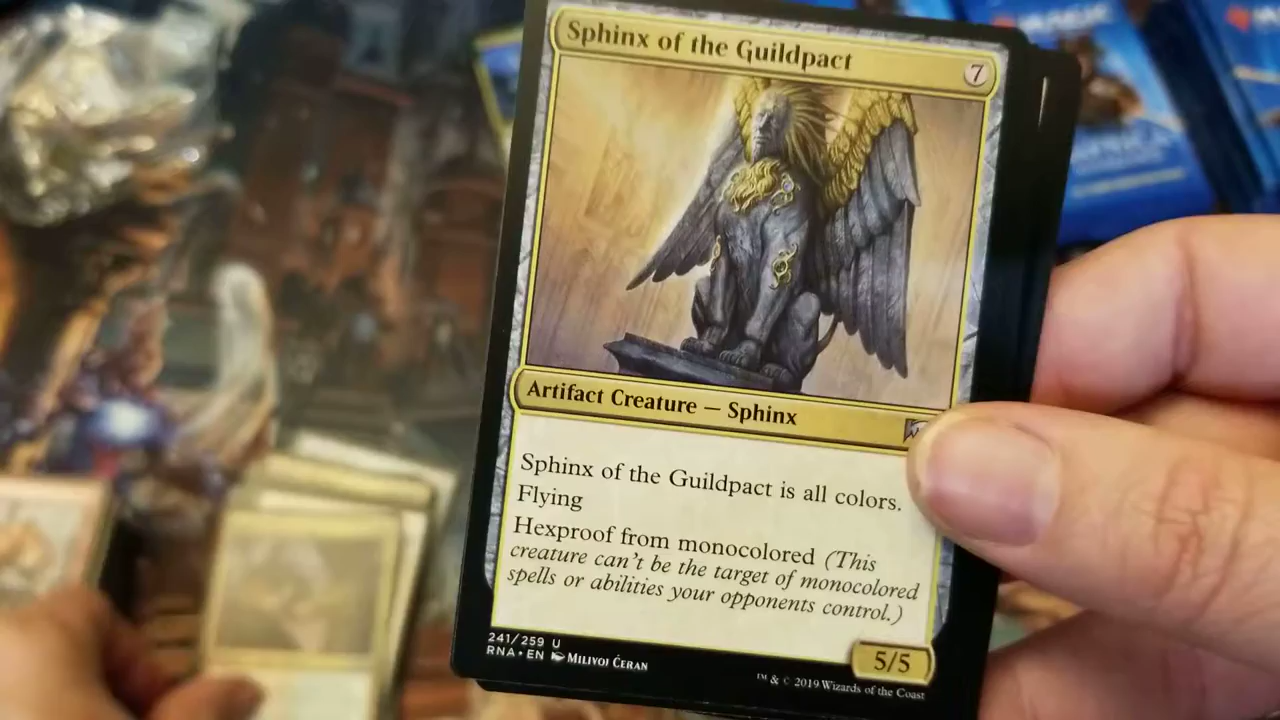 Sphinx of the Guildpact
7
Artifact Creature — Sphinx
Sphinx of the Guildpact is all colors.
Flying
Hexproof from monocolored (This
creature can't be the target of monocolored
spells or abilities your opponents control.)
5/5
241/259 U
RNA • EN Milivoj Ćeran
™ & © 2019 Wizards of the Coast
MAGIC